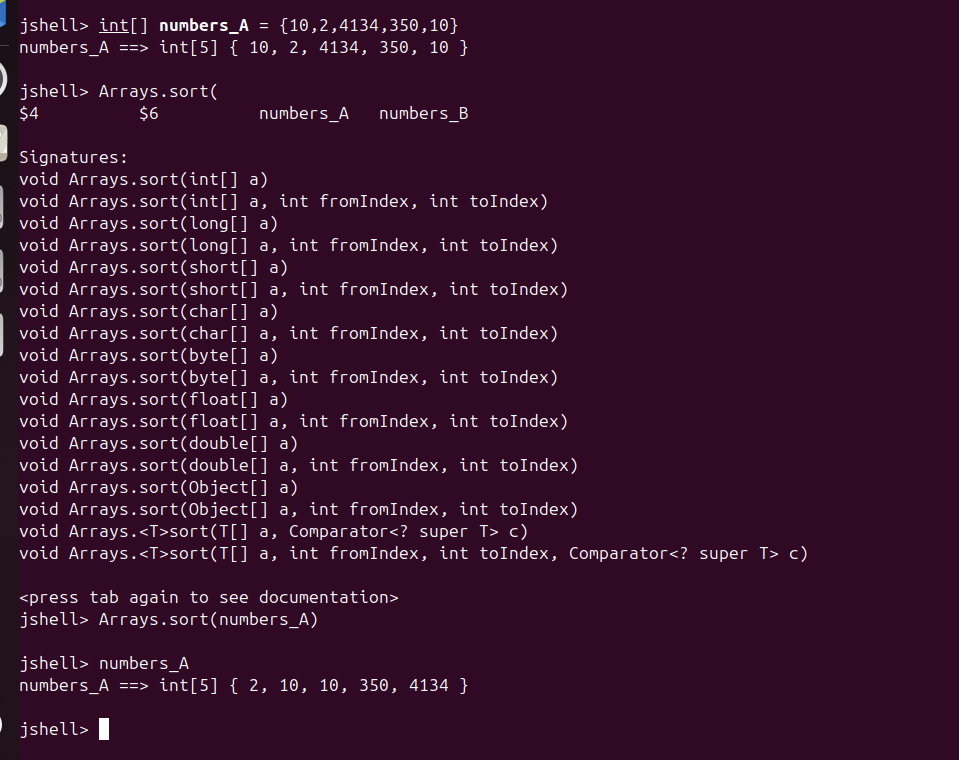 jshell> int[] numbers_A = {10,2,4134,350,10}
numbers_A ==> int[5] { 10, 2, 4134, 350, 10 }
jshell> Arrays.sort(
$4          $6          numbers_A   numbers_B
Signatures:
void Arrays.sort(int[] a)
void Arrays.sort(int[] a, int fromIndex, int toIndex)
void Arrays.sort(long[] a)
void Arrays.sort(long[] a, int fromIndex, int toIndex)
void Arrays.sort(short[] a)
void Arrays.sort(short[] a, int fromIndex, int toIndex)
void Arrays.sort(char[] a)
void Arrays.sort(char[] a, int fromIndex, int toIndex)
void Arrays.sort(byte[] a)
void Arrays.sort(byte[] a, int fromIndex, int toIndex)
void Arrays.sort(float[] a)
void Arrays.sort(float[] a, int fromIndex, int toIndex)
void Arrays.sort(double[] a)
void Arrays.sort(double[] a, int fromIndex, int toIndex)
void Arrays.sort(Object[] a)
void Arrays.sort(Object[] a, int fromIndex, int toIndex)
void Arrays.<T>sort(T[] a, Comparator<? super T> c)
void Arrays.<T>sort(T[] a, int fromIndex, int toIndex, Comparator<? super T> c)
<press tab again to see documentation>
jshell> Arrays.sort(numbers_A)
jshell> numbers_A
numbers_A ==> int[5] { 2, 10, 10, 350, 4134 }
jshell>